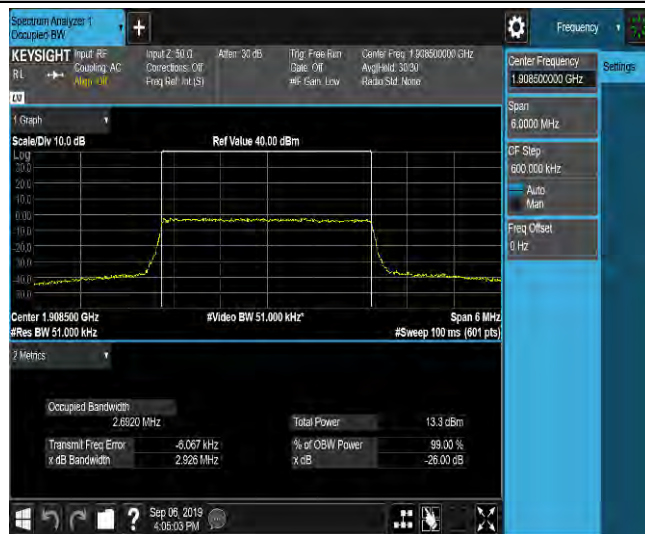 Spectrum Analyzer 1
Occupied BW
+
Frequency
KEYSIGHT
RL
Input: RF
Coupling: AC
Align: Off
Input Z: 50 Ω
Corrections: Off
Freq Ref: Int (S)
Atten: 30 dB
Trig: Free Run
Gate: Off
#IF Gain: Low
Center Freq: 1.908500000 GHz
Avg|Hold: 30/30
Radio Std: None
LVI
Center Frequency
1.908500000 GHz
Settings
Span
6.0000 MHz
CF Step
600.000 kHz
Auto
Man
Freq Offset
0 Hz
1 Graph
Scale/Div 10.0 dB
Ref Value 40.00 dBm
Log
30.0
20.0
10.0
0.00
-10.0
-20.0
-30.0
-40.0
-50.0
Center 1.908500 GHz
#Video BW 51.000 kHz*
Span 6 MHz
#Res BW 51.000 kHz
#Sweep 100 ms (601 pts)
2 Metrics
Occupied Bandwidth
2.6920 MHz
Total Power 13.3 dBm
Transmit Freq Error -6.067 kHz
% of OBW Power 99.00 %
x dB Bandwidth 2.926 MHz
x dB -26.00 dB
?
Sep 06, 2019
4:05:03 PM